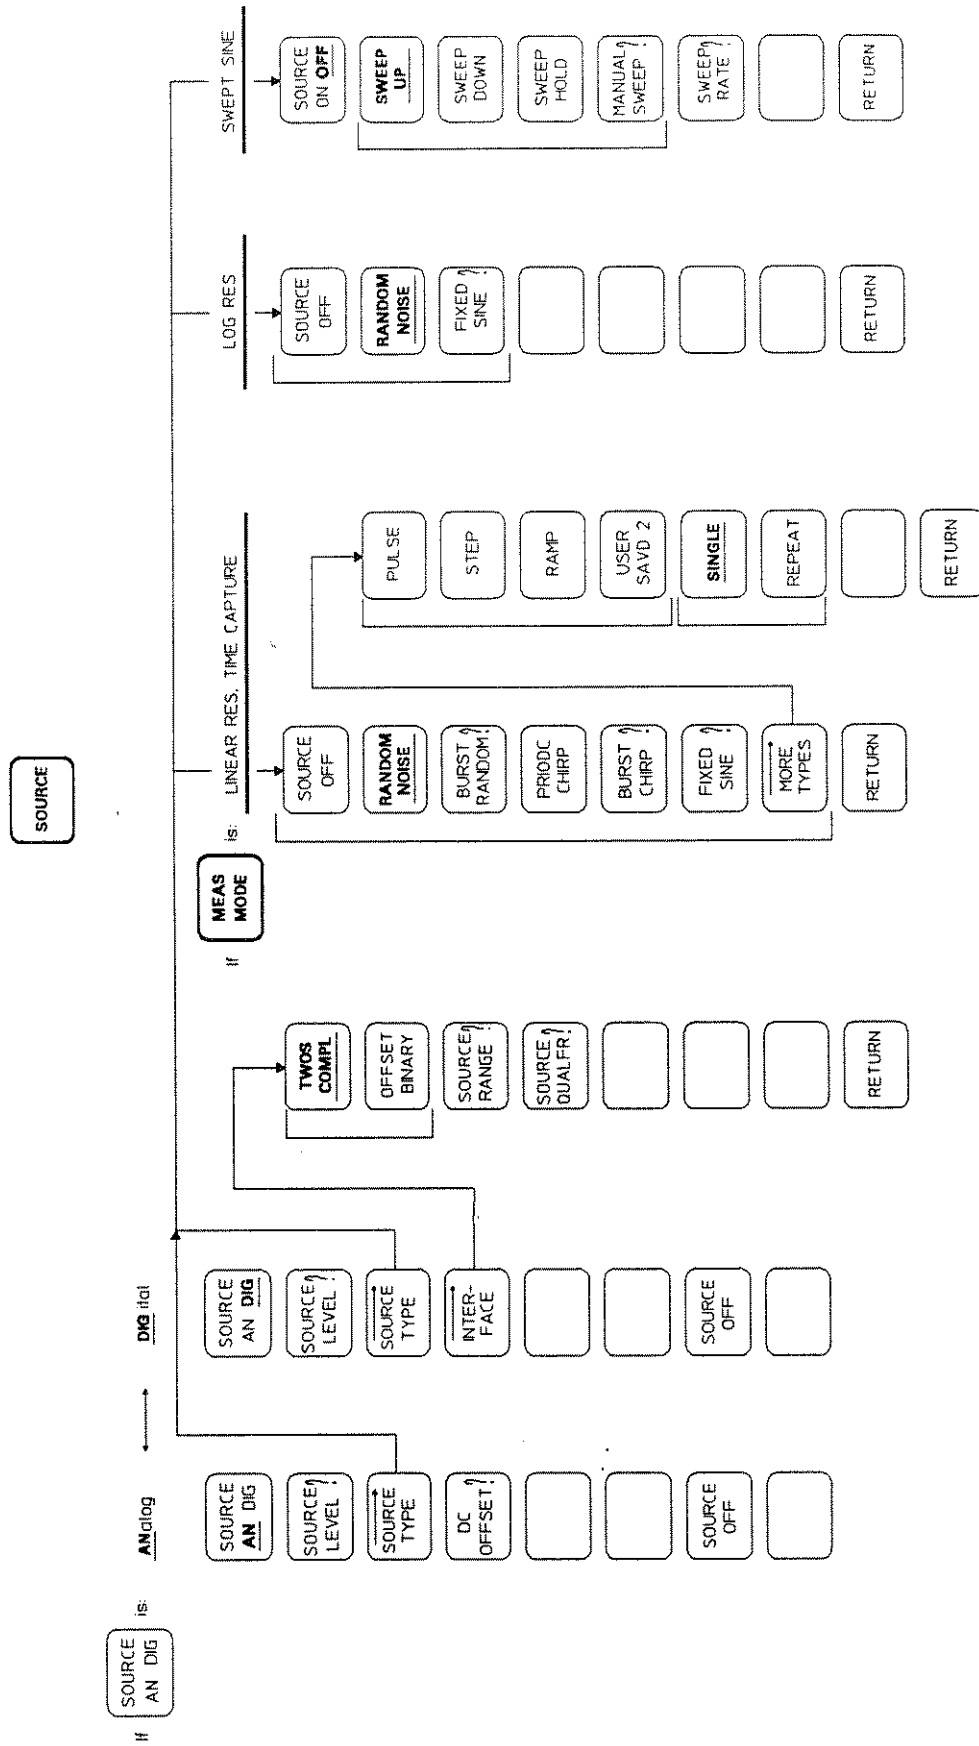 SOURCE
If
SOURCE
AN DIG
is:
ANalog
DIGital
SOURCE
AN DIG
SOURCE
LEVEL
SOURCE
TYPE
DC
OFFSET
SOURCE
OFF
SOURCE
AN DIG
SOURCE
LEVEL
SOURCE
TYPE
INTER-
FACE
SOURCE
OFF
TWOS
COMPL
OFFSET
BINARY
SOURCE
RANGE
SOURCE
QUALFR
RETURN
If
MEAS
MODE
is:
LINEAR RES, TIME CAPTURE
SOURCE
OFF
RANDOM
NOISE
BURST
RANDOM
PRIODC
CHIRP
BURST
CHIRP
FIXED
SINE
MORE
TYPES
RETURN
PULSE
STEP
RAMP
USER
SAVD 2
SINGLE
REPEAT
RETURN
LOG RES
SOURCE
OFF
RANDOM
NOISE
FIXED
SINE
RETURN
SWEPT SINE
SOURCE
ON OFF
SWEEP
UP
SWEEP
DOWN
SWEEP
HOLD
MANUAL
SWEEP
SWEEP
RATE
RETURN